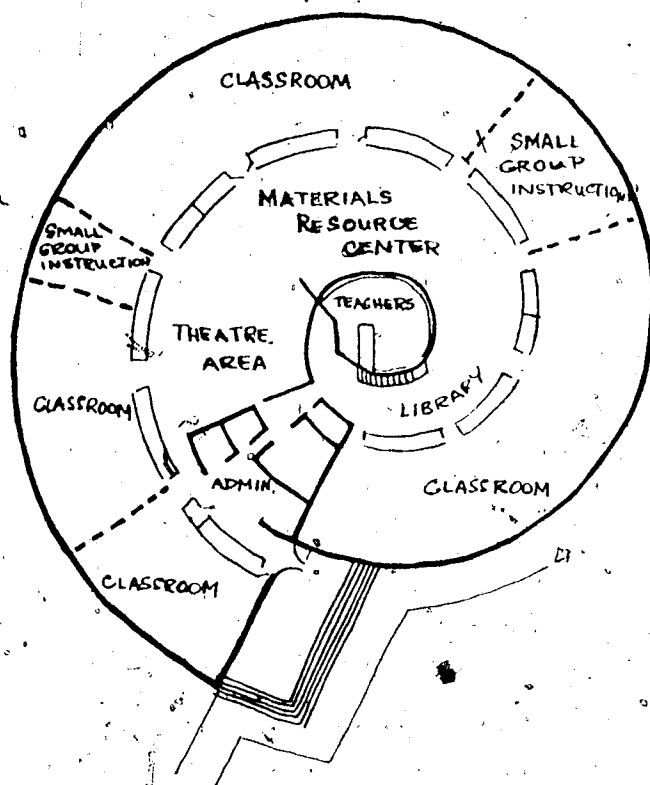 CLASSROOM
SMALL
GROUP
INSTRUCTION
MATERIALS
RESOURCE
CENTER
SMALL
GROUP
INSTRUCTION
TEACHERS
THEATRE
AREA
LIBRARY
CLASSROOM
ADMIN.
CLASSROOM
CLASSROOM